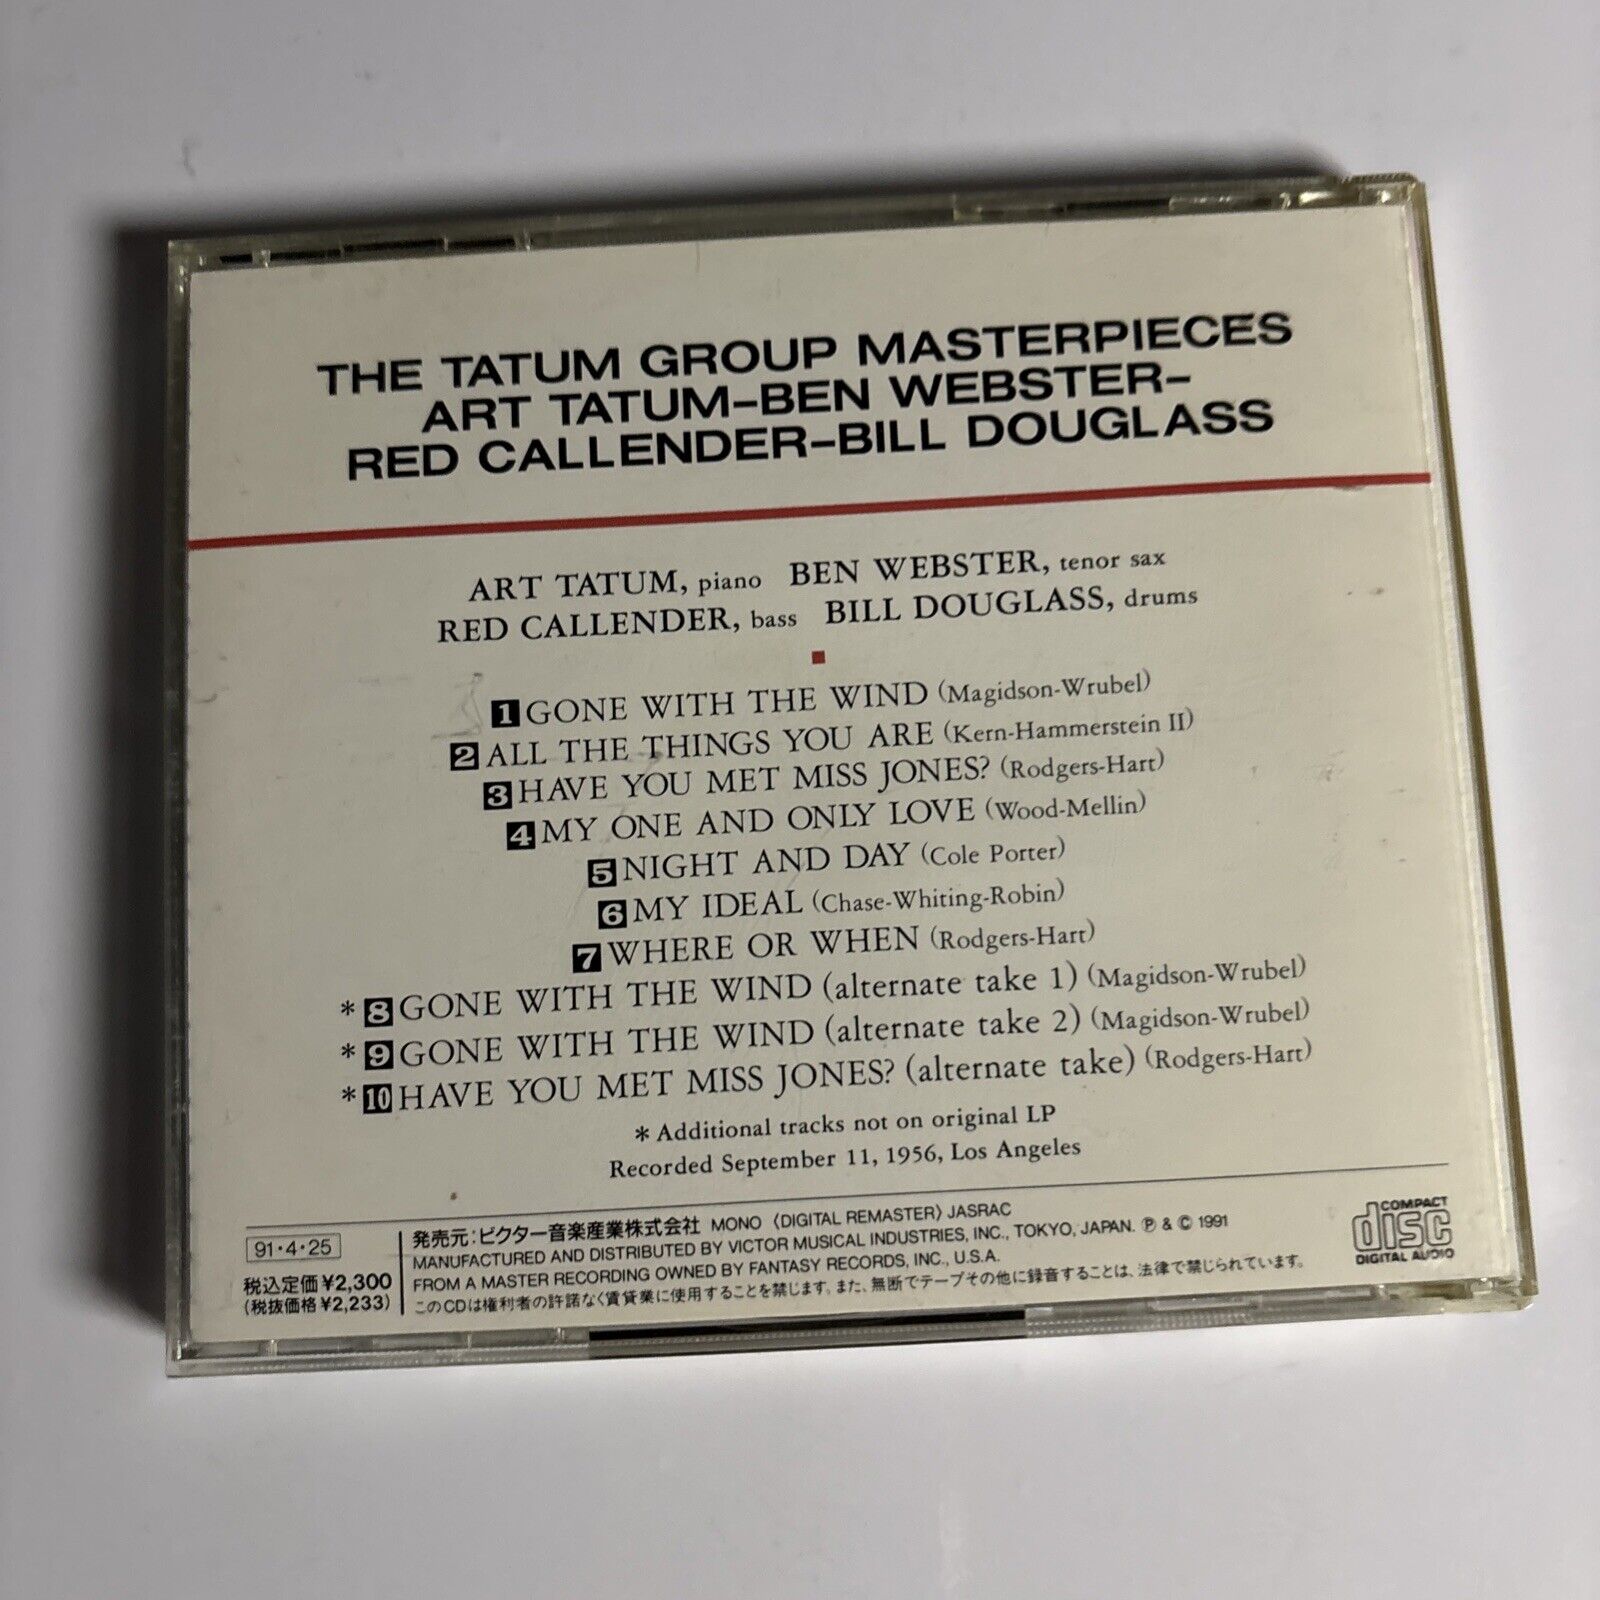 THE TATUM GROUP MASTERPIECES
ART TATUM–BEN WEBSTER–
RED CALLENDER–BILL DOUGLASS
ART TATUM, piano BEN WEBSTER, tenor sax
RED CALLENDER, bass BILL DOUGLASS, drums
1 GONE WITH THE WIND (Magidson-Wrubel)
2 ALL THE THINGS YOU ARE (Kern-Hammerstein II)
3 HAVE YOU MET MISS JONES? (Rodgers-Hart)
4 MY ONE AND ONLY LOVE (Wood-Mellin)
5 NIGHT AND DAY (Cole Porter)
6 MY IDEAL (Chase-Whiting-Robin)
7 WHERE OR WHEN (Rodgers-Hart)
* 8 GONE WITH THE WIND (alternate take 1) (Magidson-Wrubel)
* 9 GONE WITH THE WIND (alternate take 2) (Magidson-Wrubel)
* 10 HAVE YOU MET MISS JONES? (alternate take) (Rodgers-Hart)
* Additional tracks not on original LP
Recorded September 11, 1956, Los Angeles
91・4・25
税込定価¥2,300
(税抜価格¥2,233)
発売元:ビクター音楽産業株式会社 MONO 〈DIGITAL REMASTER〉 JASRAC
MANUFACTURED AND DISTRIBUTED BY VICTOR MUSICAL INDUSTRIES, INC., TOKYO, JAPAN. Ⓟ & © 1991
FROM A MASTER RECORDING OWNED BY FANTASY RECORDS, INC., U.S.A.
このCDは権利者の許諾なく賃貸業に使用することを禁じます。また、無断でテープその他に録音することは、法律で禁じられています。
COMPACT
disc
DIGITAL AUDIO